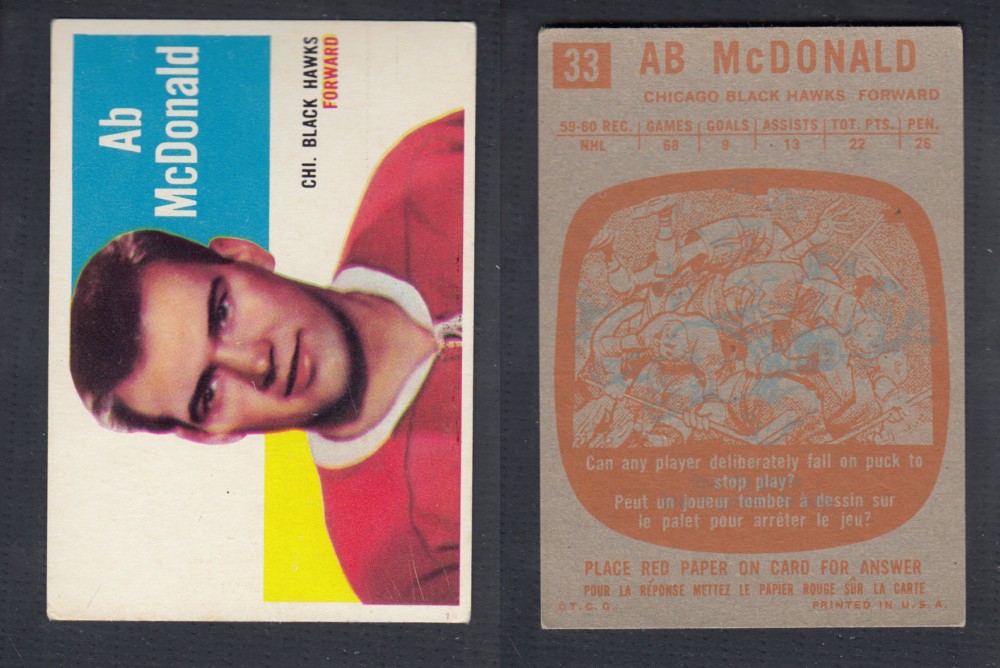 Ab
McDonald
CHI. BLACK HAWKS
FORWARD
33
AB McDONALD
CHICAGO BLACK HAWKS FORWARD
59-60 REC. GAMES GOALS ASSISTS TOT. PTS. PEN.
NHL 68 9 13 22 26
Can any player deliberately fall on puck to
stop play?
Peut un joueur tomber à dessin sur
le palet pour arrêter le jeu?
PLACE RED PAPER ON CARD FOR ANSWER
POUR LA RÉPONSE METTEZ LE PAPIER ROUGE SÛR LA CARTE
©T.C.G. PRINTED IN U.S.A.